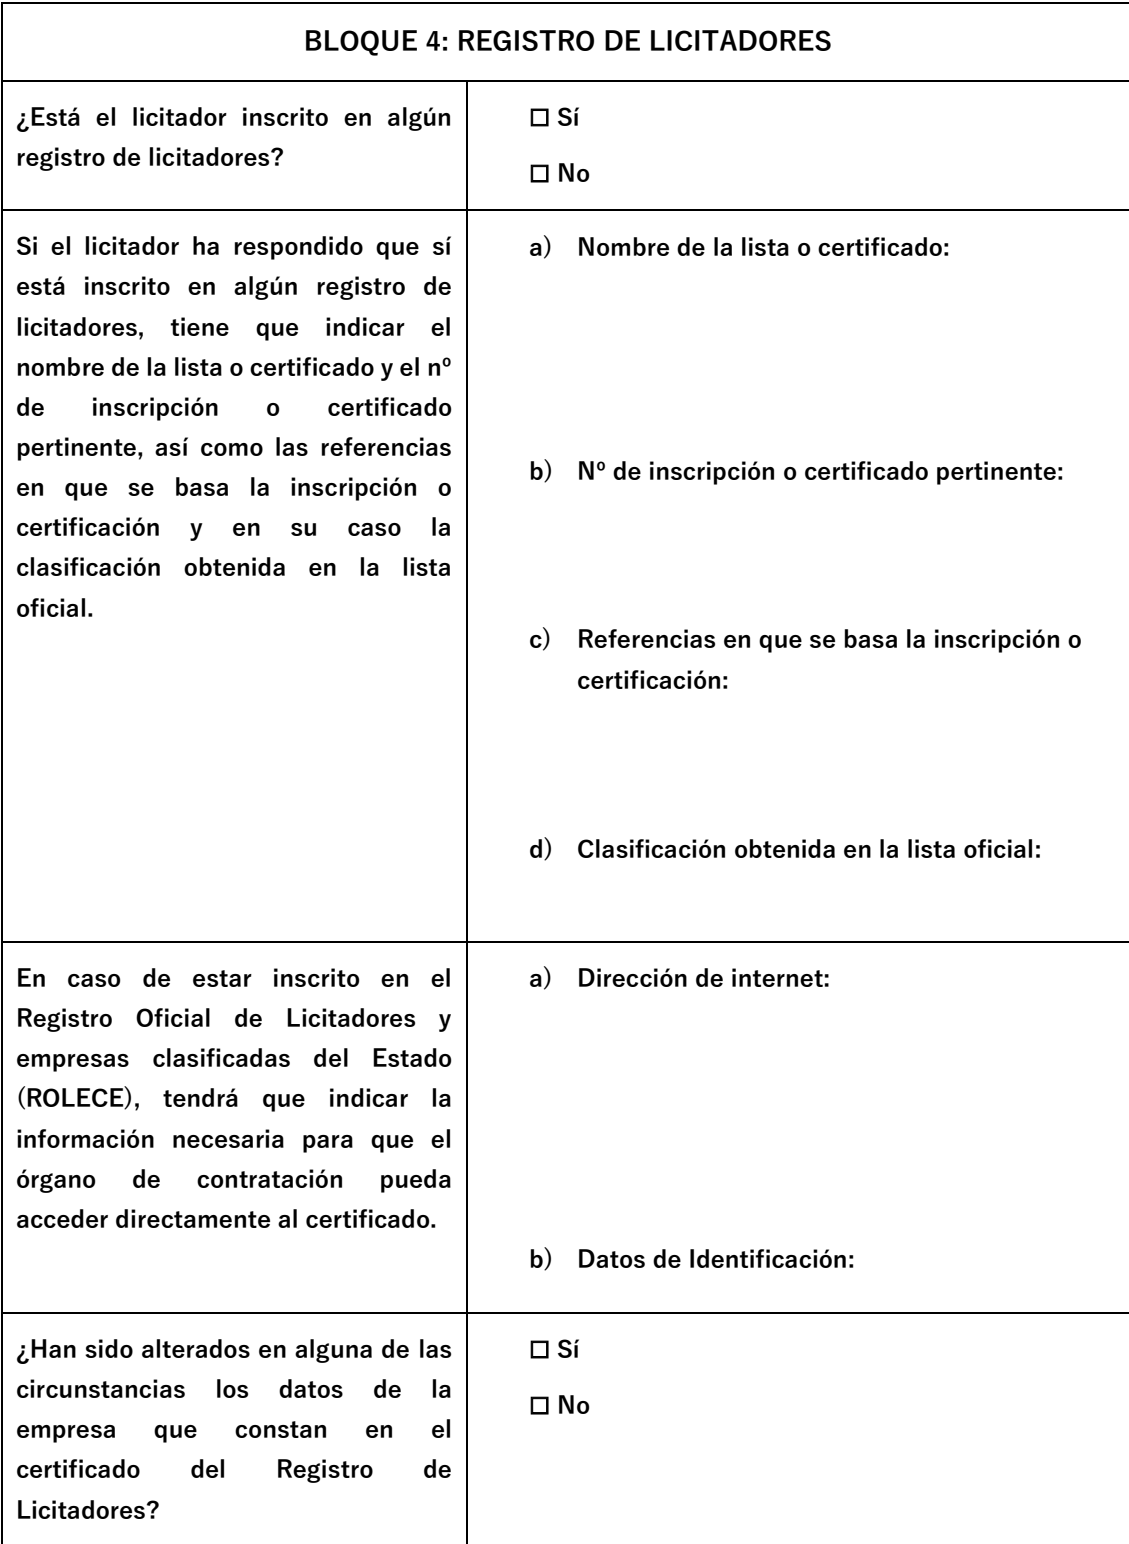 BLOQUE 4: REGISTRO DE LICITADORES
¿Está el licitador inscrito en algún
registro de licitadores?
☐ Sí
☐ No
Si el licitador ha respondido que sí
está inscrito en algún registro de
licitadores, tiene que indicar el
nombre de la lista o certificado y el nº
de inscripción o certificado
pertinente, así como las referencias
en que se basa la inscripción o
certificación y en su caso la
clasificación obtenida en la lista
oficial.
a) Nombre de la lista o certificado:
b) Nº de inscripción o certificado pertinente:
c) Referencias en que se basa la inscripción o
certificación:
d) Clasificación obtenida en la lista oficial:
En caso de estar inscrito en el
Registro Oficial de Licitadores y
empresas clasificadas del Estado
(ROLECE), tendrá que indicar la
información necesaria para que el
órgano de contratación pueda
acceder directamente al certificado.
a) Dirección de internet:
b) Datos de Identificación:
¿Han sido alterados en alguna de las
circunstancias los datos de la
empresa que constan en el
certificado del Registro de
Licitadores?
☐ Sí
☐ No